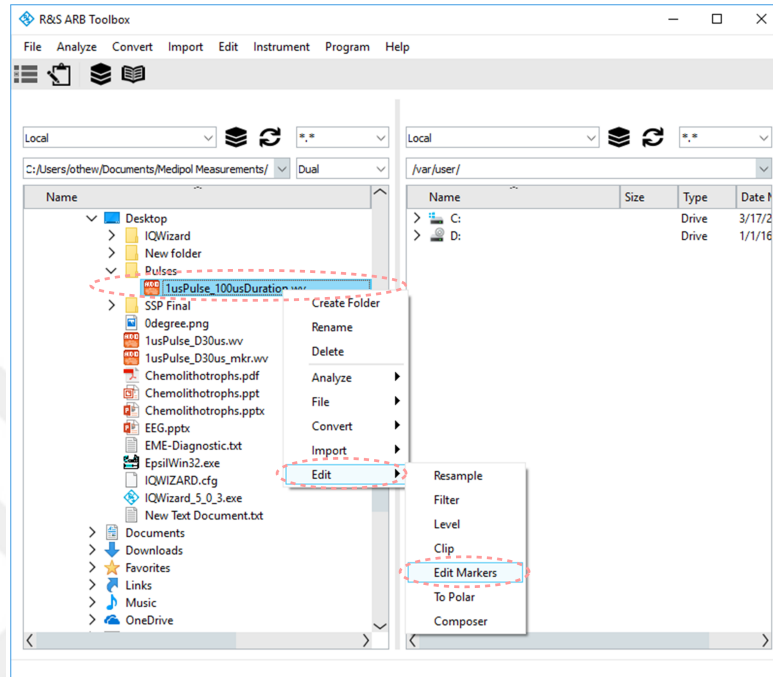 R&S ARB Toolbox
File Analyze Convert Import Edit Instrument Program Help
Local *.* Local *.*
C:/Users/othew/Documents/Medipol Measurements/ Dual /var/user/
Name Name Size Type Date M
Desktop C: Drive 3/17/2
IQWizard D: Drive 1/1/16
New folder
Pulses
1usPulse_100usDuration.wv
Create Folder
SSP Final
Rename
0degree.png
1usPulse_D30us.wv
Delete
1usPulse_D30us_mkr.wv
Chemolithotrophs.pdf
Analyze
Chemolithotrophs.ppt
File
Chemolithotrophs.pptx
Convert
EEG.pptx
EME-Diagnostic.txt
Import
EpsilWin32.exe
Edit Resample
IQWIZARD.cfg
IQWizard_5_0_3.exe
Filter
New Text Document.txt
Level
Documents
Clip
Downloads
Favorites
Edit Markers
Links
To Polar
Music
OneDrive
Composer